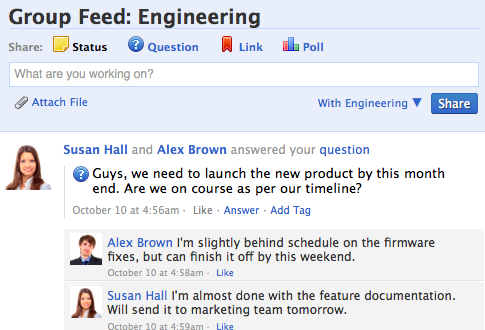 Group Feed: Engineering
Share: Status Question Link Poll
What are you working on?
Attach File With Engineering ▼ Share
Susan Hall and Alex Brown answered your question
? Guys, we need to launch the new product by this month
end. Are we on course as per our timeline?
October 10 at 4:56am · Like · Answer · Add Tag
Alex Brown I'm slightly behind schedule on the firmware
fixes, but can finish it off by this weekend.
October 10 at 4:58am · Like
Susan Hall I'm almost done with the feature documentation.
Will send it to marketing team tomorrow.
October 10 at 4:59am · Like